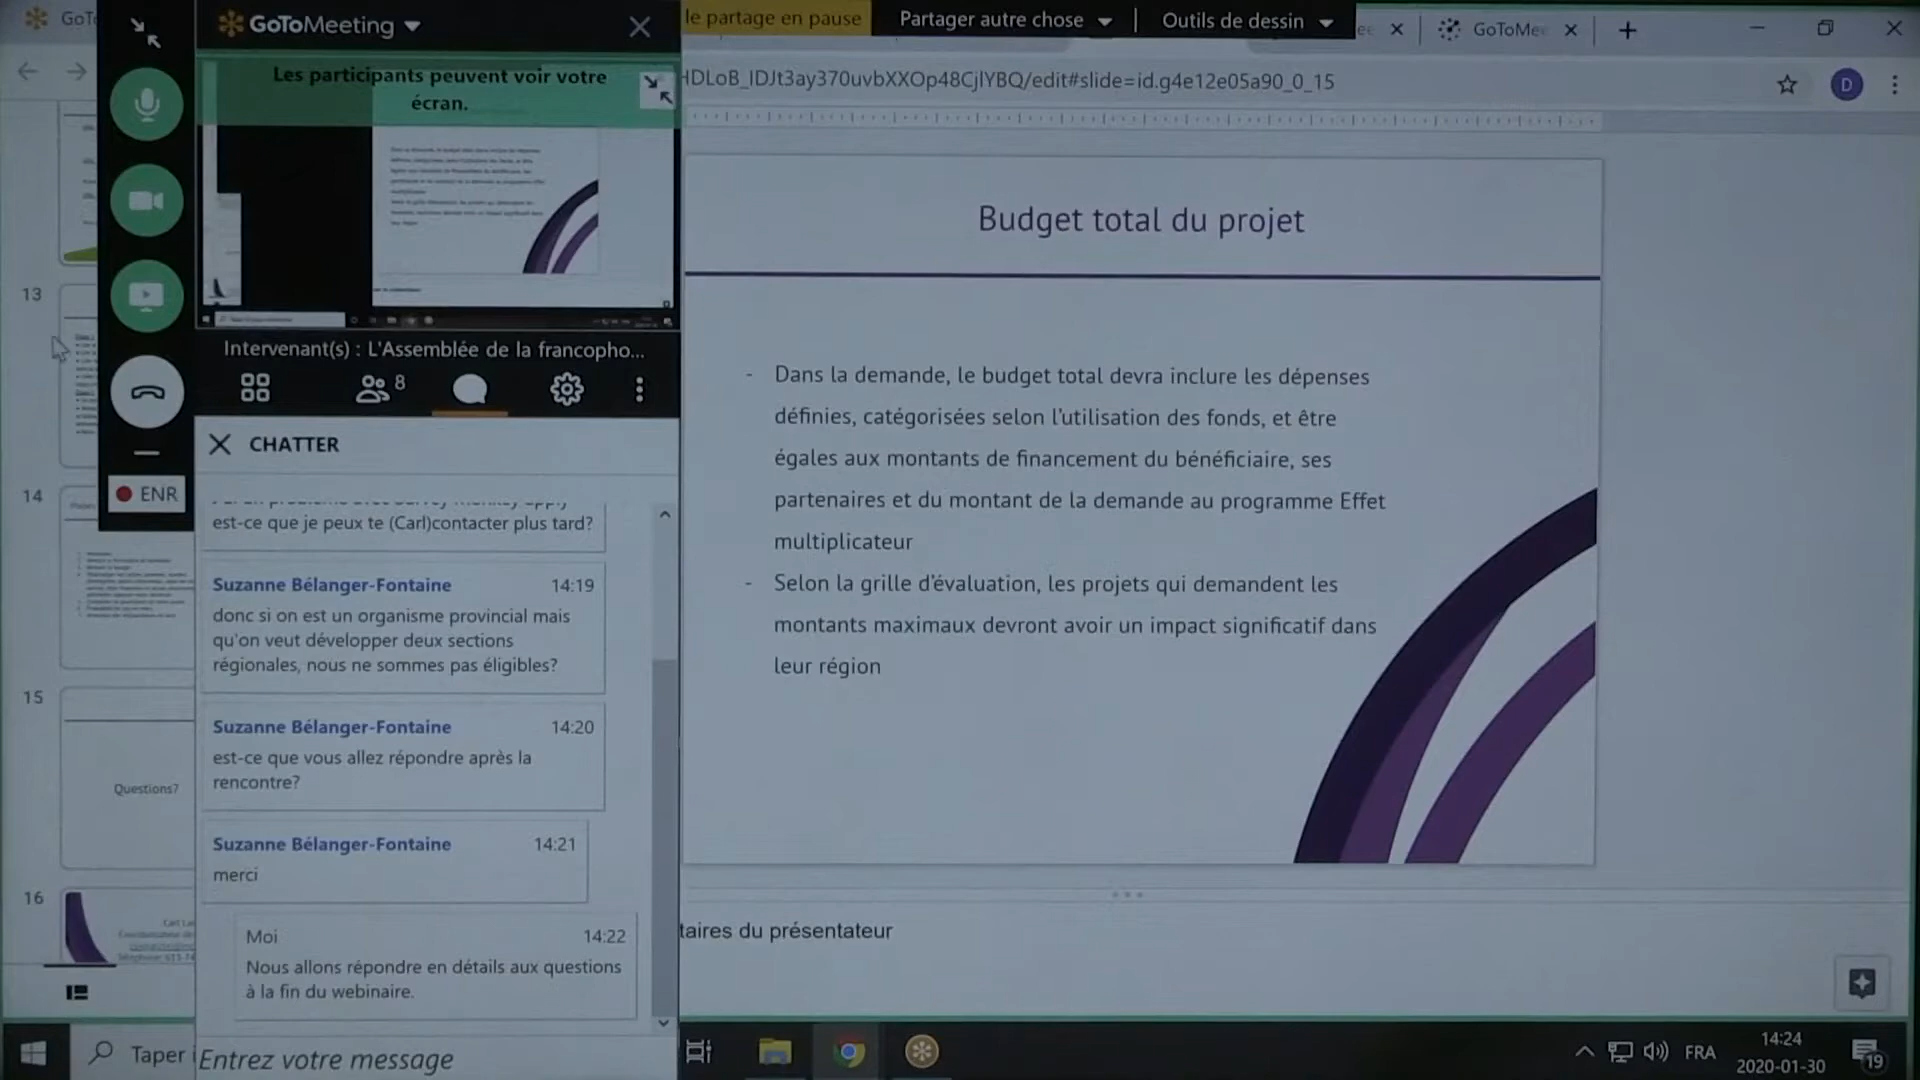 GoToMeeting
le partage en pause
Partager autre chose
Outils de dessin
GoToMee
Les participants peuvent voir votre
écran.
HDLoB_IDJt3ay370uvbXXOp48CjlYBQ/edit#slide=id.g4e12e05a90_0_15
D
Intervenant(s) : L'Assemblée de la francopho...
8
ENR
CHATTER
est-ce que je peux te (Carl)contacter plus tard?
Suzanne Bélanger-Fontaine 14:19
donc si on est un organisme provincial mais
qu'on veut développer deux sections
régionales, nous ne sommes pas éligibles?
Suzanne Bélanger-Fontaine 14:20
est-ce que vous allez répondre après la
rencontre?
Suzanne Bélanger-Fontaine 14:21
merci
Moi 14:22
Nous allons répondre en détails aux questions
à la fin du webinaire.
Entrez votre message
13
14
15
Questions?
16
Budget total du projet
- Dans la demande, le budget total devra inclure les dépenses
définies, catégorisées selon l'utilisation des fonds, et être
égales aux montants de financement du bénéficiaire, ses
partenaires et du montant de la demande au programme Effet
multiplicateur
- Selon la grille d'évaluation, les projets qui demandent les
montants maximaux devront avoir un impact significatif dans
leur région
taires du présentateur
Taper i
FRA
14:24
2020-01-30
19